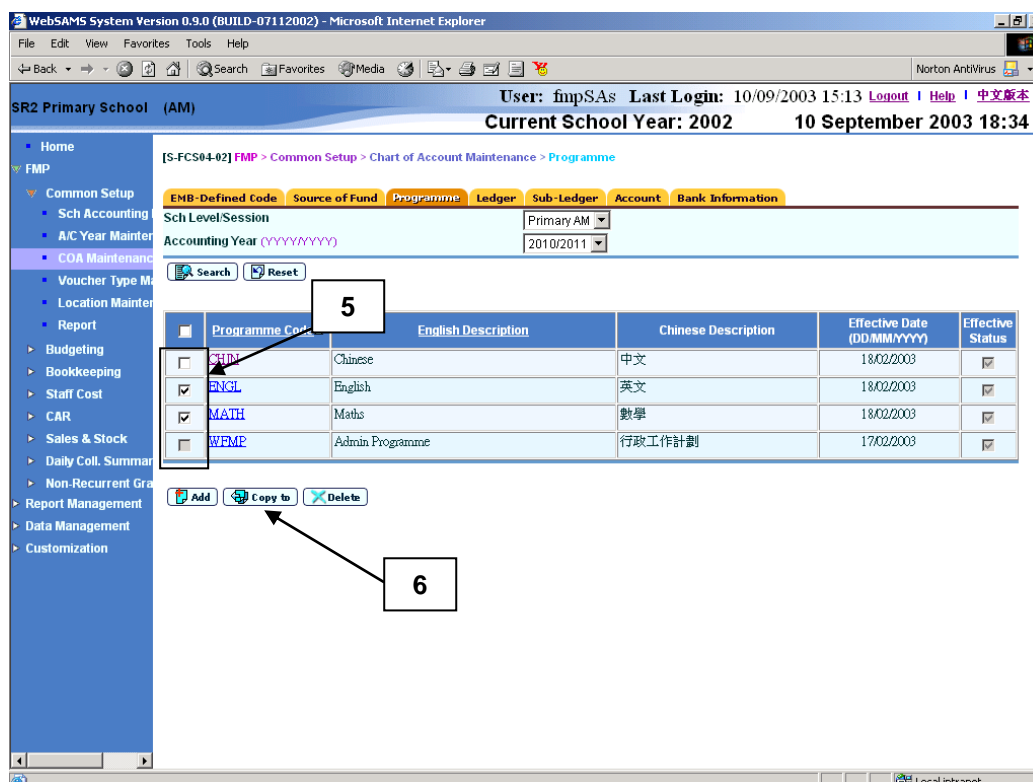 WebSAMS System Version 0.9.0 (BUILD-07112002) - Microsoft Internet Explorer
File Edit View Favorites Tools Help
Back Search Favorites Media Norton AntiVirus
SR2 Primary School (AM)
User: fmpSAs Last Login: 10/09/2003 15:13 Logout | Help | 中文版本
Current School Year: 2002 10 September 2003 18:34
Home
FMP
Common Setup
Sch Accounting
A/C Year Mainter
COA Maintenanc
Voucher Type Ma
Location Mainter
Report
Budgeting
Bookkeeping
Staff Cost
CAR
Sales & Stock
Daily Coll. Summar
Non-Recurrent Gra
Report Management
Data Management
Customization
[S-FCS04-02] FMP > Common Setup > Chart of Account Maintenance > Programme
EMB-Defined Code Source of Fund Programme Ledger Sub-Ledger Account Bank Information
Sch Level/Session Primary AM
Accounting Year (YYYY/YYYY) 2010/2011
Search Reset
5
Programme Code English Description Chinese Description Effective Date (DD/MM/YYYY) Effective Status
CHIN Chinese 中文 18/02/2003
ENGL English 英文 18/02/2003
MATH Maths 數學 18/02/2003
WFMP Admin Programme 行政工作計劃 17/02/2003
Add Copy to Delete
6
Local intranet